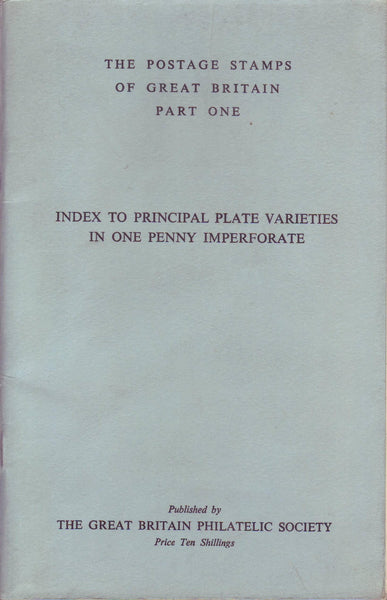 THE POSTAGE STAMPS
OF GREAT BRITAIN
PART ONE
INDEX TO PRINCIPAL PLATE VARIETIES
IN ONE PENNY IMPERFORATE
Published by
THE GREAT BRITAIN PHILATELIC SOCIETY
Price Ten Shillings